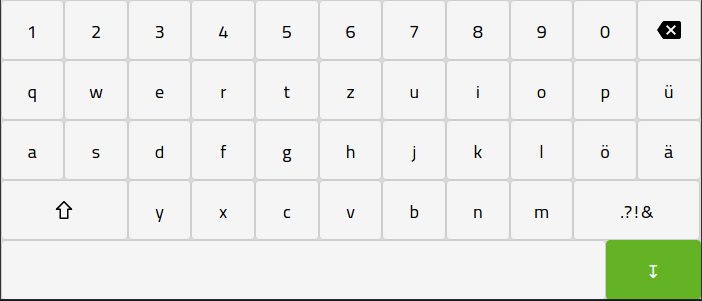 1 2 3 4 5 6 7 8 9 0
q w e r t z u i o p ü
a s d f g h j k l ö ä
y x c v b n m .?!&